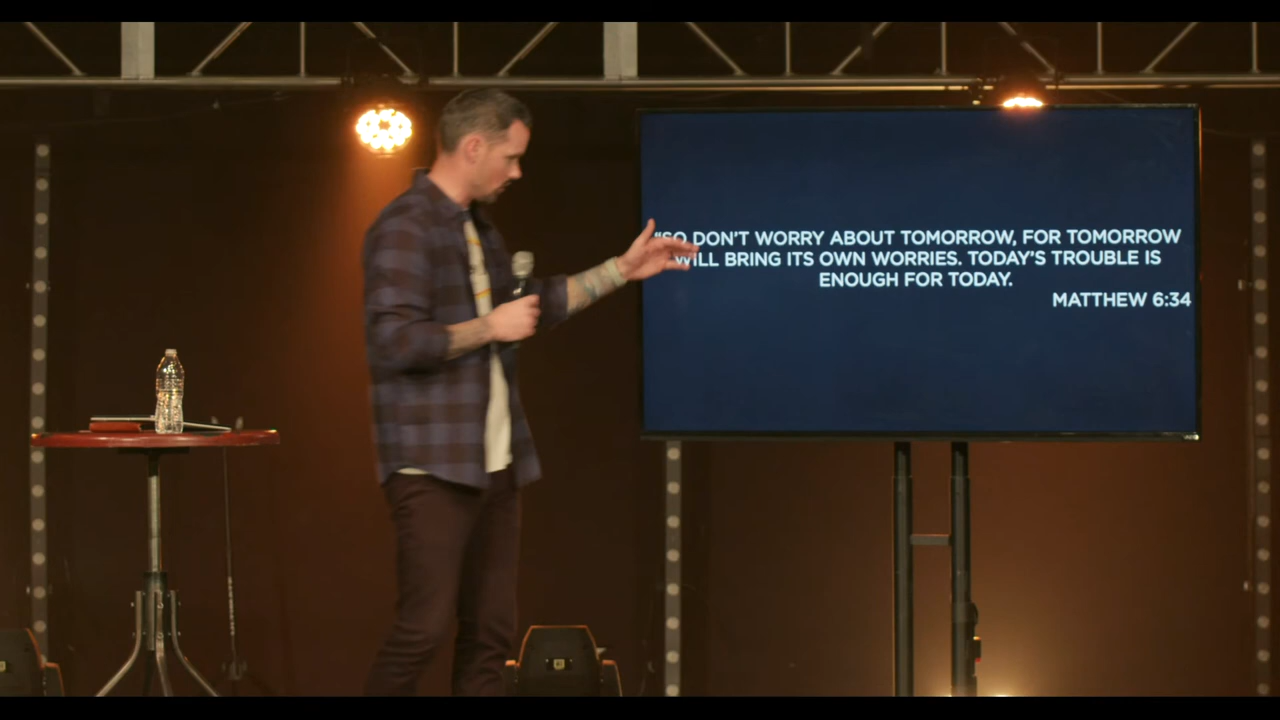 “SO DON'T WORRY ABOUT TOMORROW, FOR TOMORROW
WILL BRING ITS OWN WORRIES. TODAY'S TROUBLE IS
ENOUGH FOR TODAY.
MATTHEW 6:34